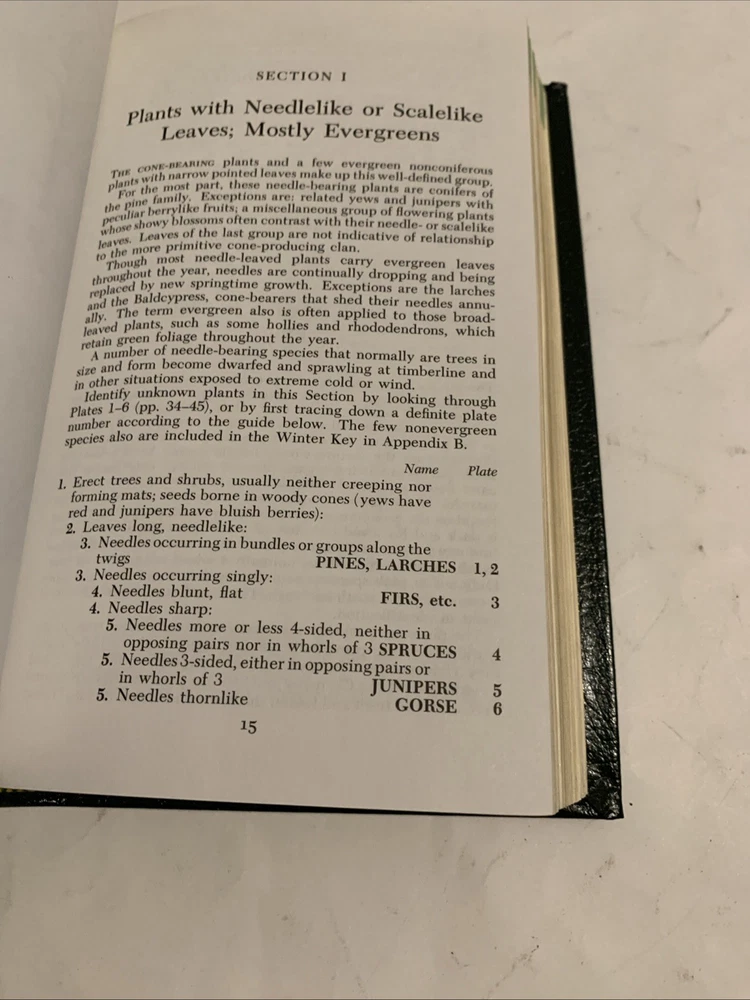 SECTION I
Plants with Needlelike or Scalelike
Leaves; Mostly Evergreens
THE CONE-BEARING plants and a few evergreen nonconiferous
plants with narrow pointed leaves make up this well-defined group.
For the most part, these needle-bearing plants are conifers of
the pine family. Exceptions are: related yews and junipers with
peculiar berrylike fruits; a miscellaneous group of flowering plants
whose showy blossoms often contrast with their needle- or scalelike
leaves. Leaves of the last group are not indicative of relationship
to the more primitive cone-producing clan.
Though most needle-leaved plants carry evergreen leaves
throughout the year, needles are continually dropping and being
replaced by new springtime growth. Exceptions are the larches
and the Baldcypress, cone-bearers that shed their needles annu-
ally. The term evergreen also is often applied to those broad-
leaved plants, such as some hollies and rhododendrons, which
retain green foliage throughout the year.
A number of needle-bearing species that normally are trees in
size and form become dwarfed and sprawling at timberline and
in other situations exposed to extreme cold or wind.
Identify unknown plants in this Section by looking through
Plates 1–6 (pp. 34–45), or by first tracing down a definite plate
number according to the guide below. The few nonevergreen
species also are included in the Winter Key in Appendix B.
Name Plate
1. Erect trees and shrubs, usually neither creeping nor
forming mats; seeds borne in woody cones (yews have
red and junipers have bluish berries):
2. Leaves long, needlelike:
3. Needles occurring in bundles or groups along the
twigs PINES, LARCHES 1, 2
3. Needles occurring singly:
4. Needles blunt, flat FIRS, etc. 3
4. Needles sharp:
5. Needles more or less 4-sided, neither in
opposing pairs nor in whorls of 3 SPRUCES 4
5. Needles 3-sided, either in opposing pairs or
in whorls of 3 JUNIPERS 5
5. Needles thornlike GORSE 6
15